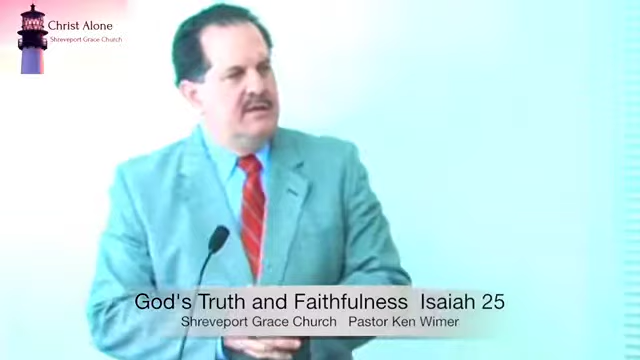 Christ Alone
Shreveport Grace Church
God's Truth and Faithfulness Isaiah 25
Shreveport Grace Church Pastor Ken Wimer